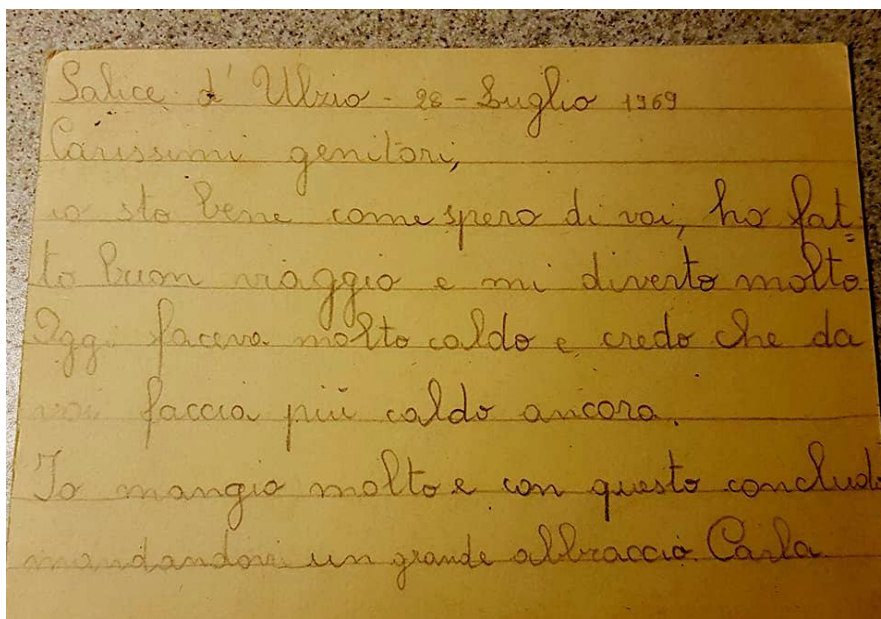 Salice d' Ulzio - 28 - Luglio 1969
Carissimi genitori,
io sto bene come spero di voi, ho fat=
to buon viaggio e mi diverto molto.
Oggi faceva molto caldo e credo che da
voi faccia più caldo ancora.
Io mangio molto e con questo concludo
mandandovi un grande abbraccio Carla